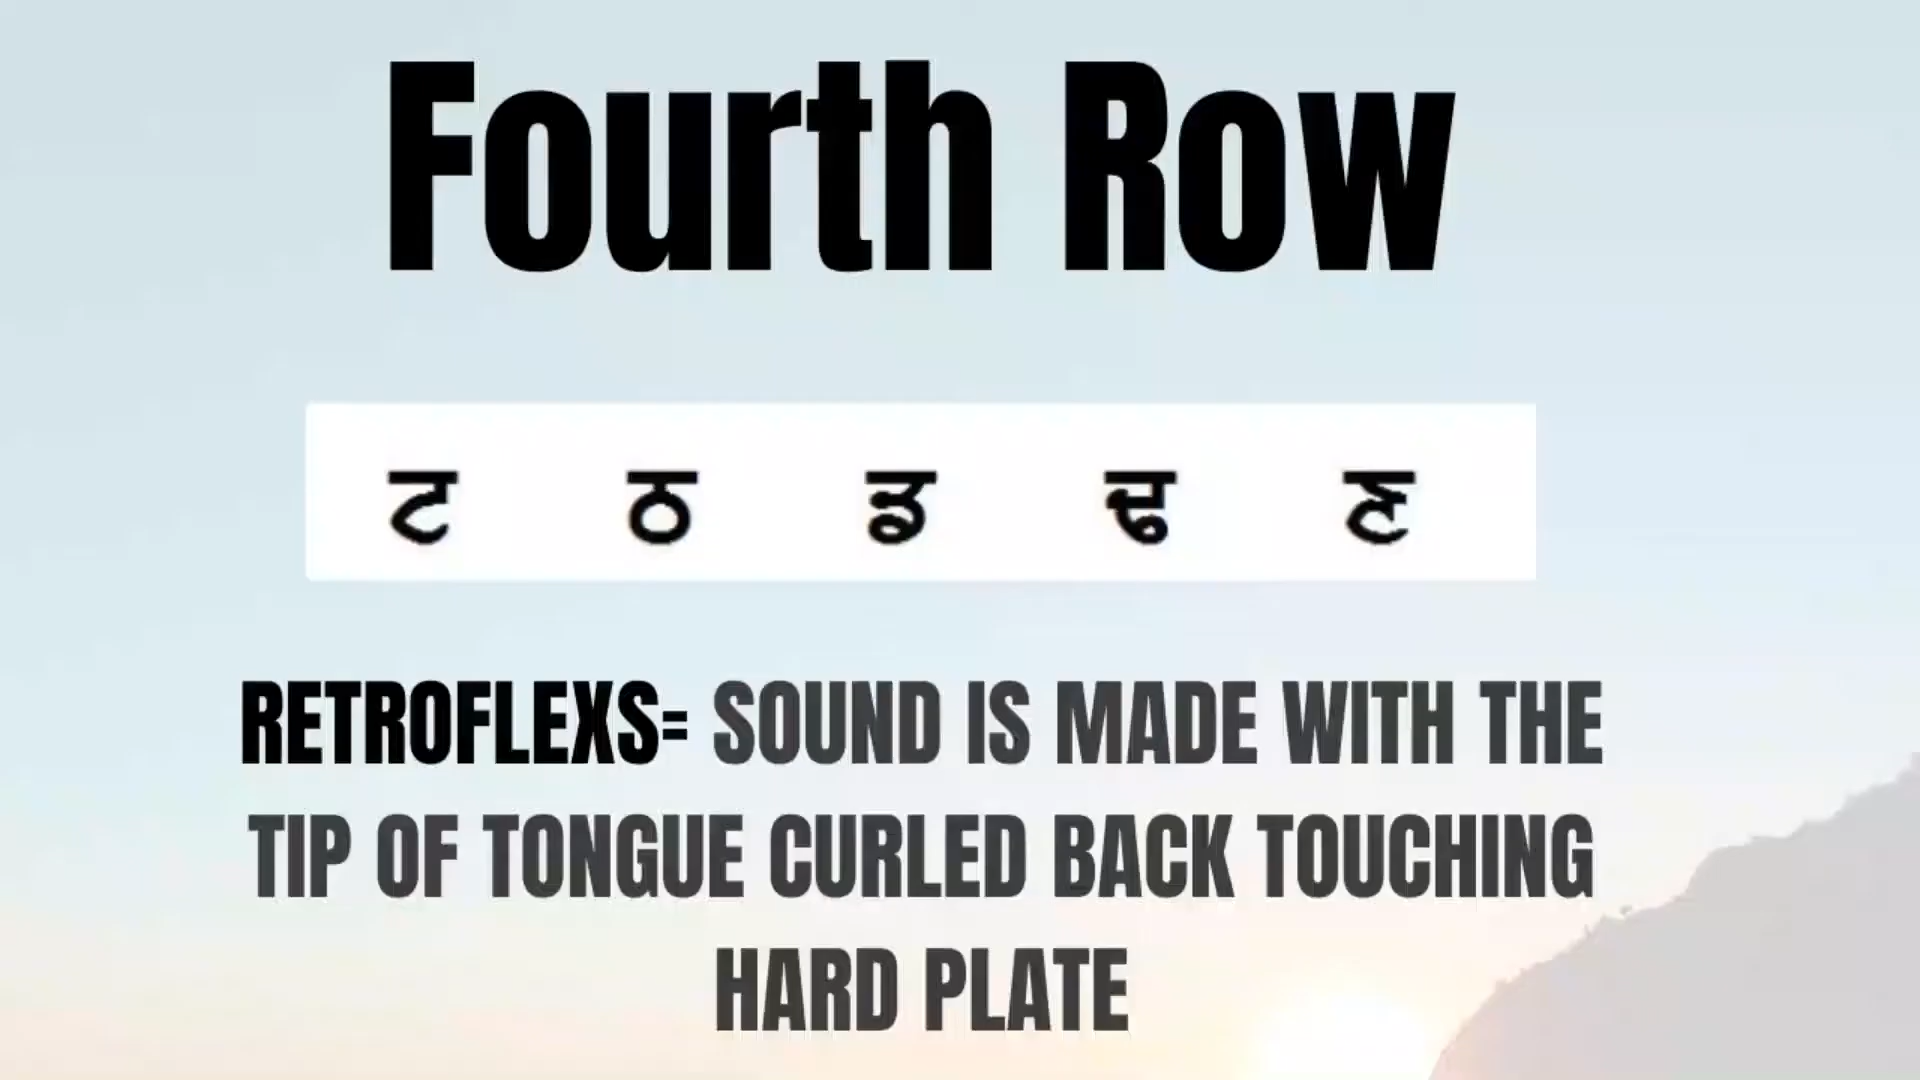 Fourth Row
ਟ ਠ ਡ ਢ ਣ
RETROFLEXS= SOUND IS MADE WITH THE
TIP OF TONGUE CURLED BACK TOUCHING
HARD PLATE